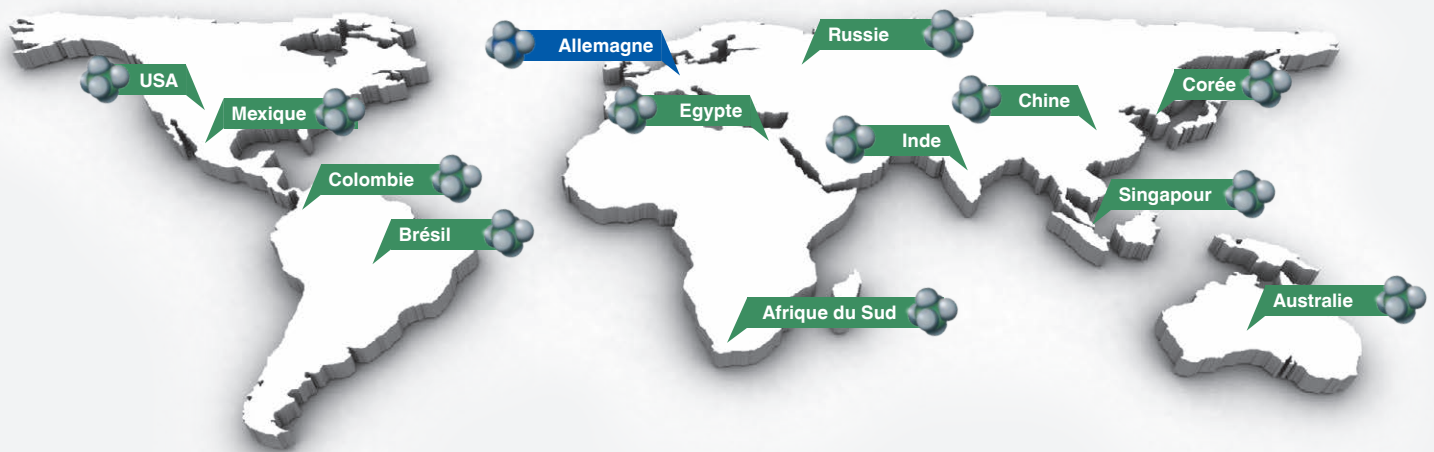 Russie
Allemagne
USA
Corée
Chine
Mexique
Egypte
Inde
Colombie
Singapour
Brésil
Australie
Afrique du Sud